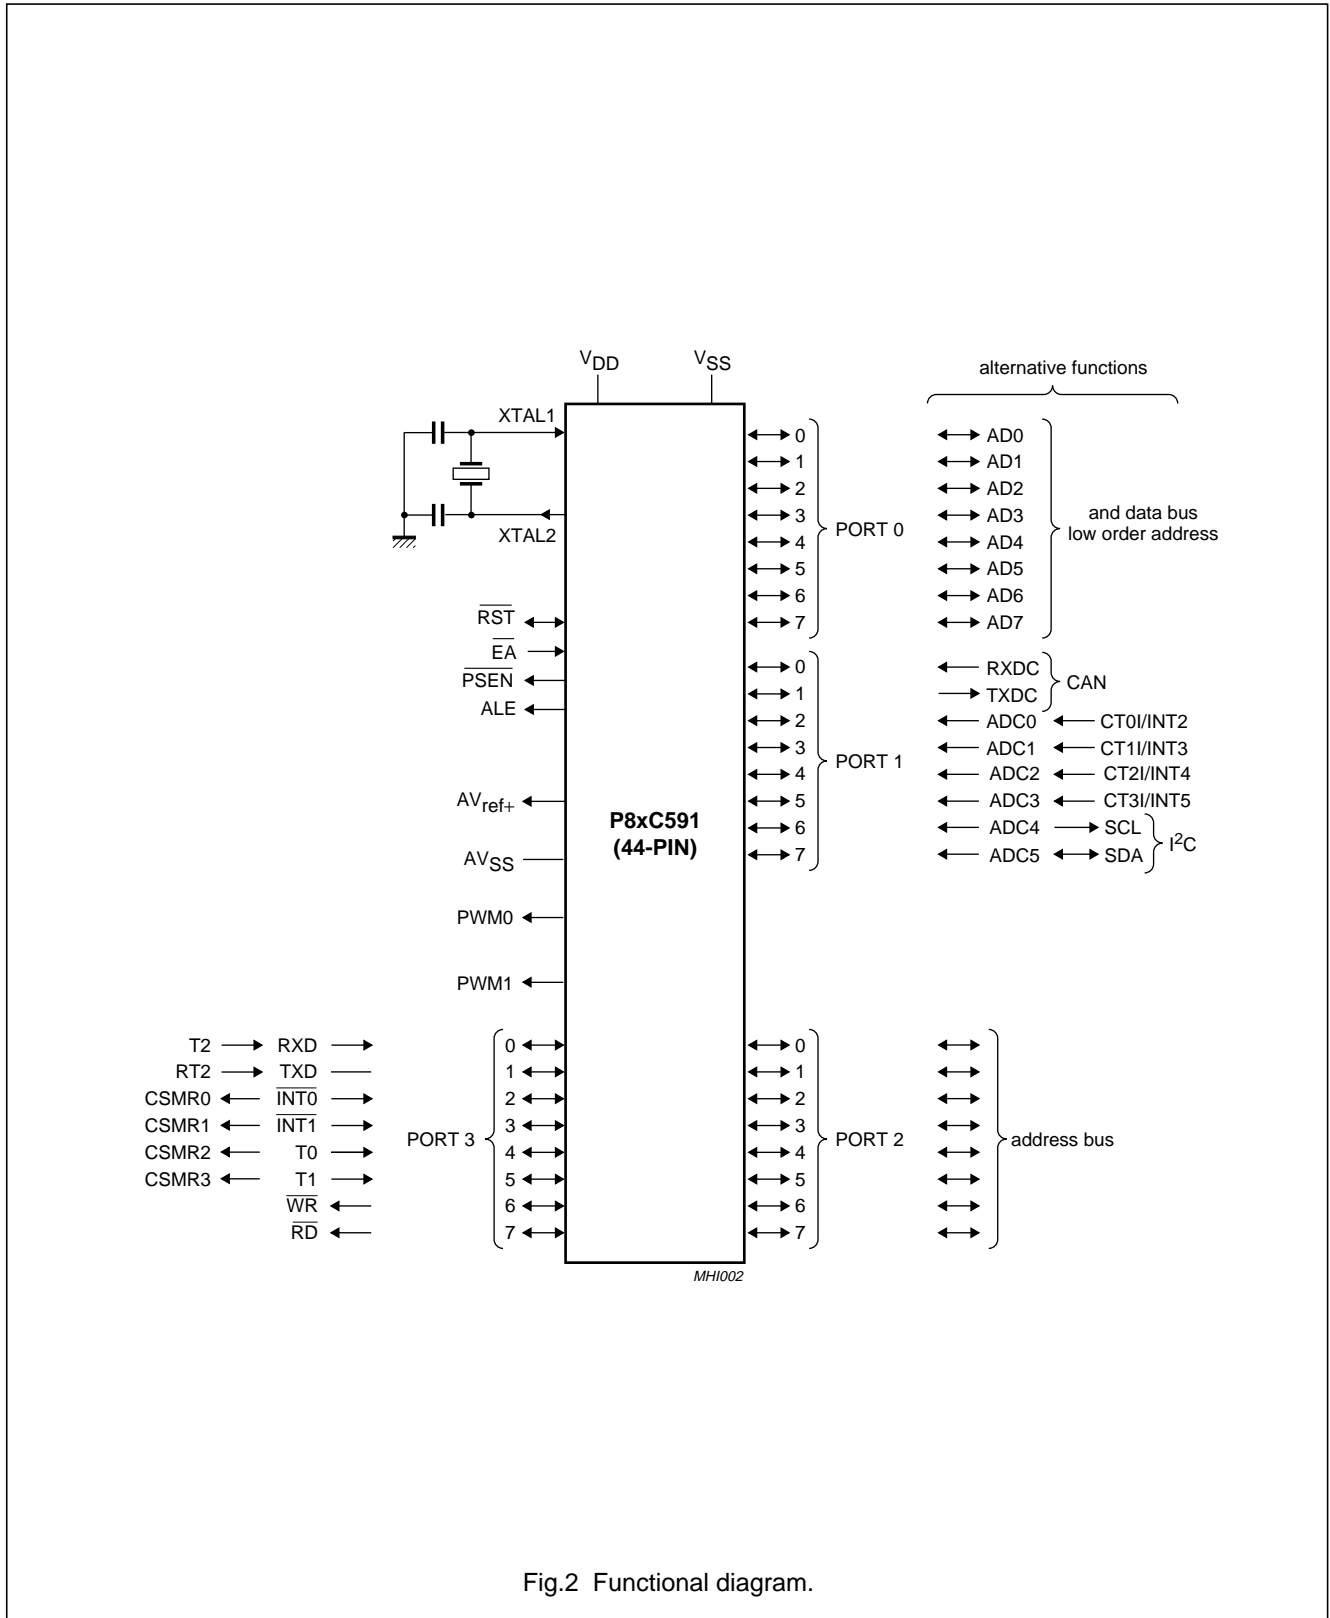 VDD VSS
alternative functions
XTAL1
XTAL2
RST
EA
PSEN
ALE
AVref+
AVSS
PWM0
PWM1
P8xC591
(44-PIN)
0 AD0
1 AD1
2 AD2
3 AD3
4 AD4
5 AD5
6 AD6
7 AD7
PORT 0
and data bus
low order address
0 RXDC
1 TXDC
CAN
2 ADC0 CT0I/INT2
3 ADC1 CT1I/INT3
4 ADC2 CT2I/INT4
5 ADC3 CT3I/INT5
6 ADC4 SCL
7 ADC5 SDA
I2C
PORT 1
T2 RXD 0
RT2 TXD 1
CSMR0 INT0 2
CSMR1 INT1 3
CSMR2 T0 4
CSMR3 T1 5
WR 6
RD 7
PORT 3
0
1
2
3
4
5
6
7
PORT 2
address bus
MHI002
Fig.2 Functional diagram.